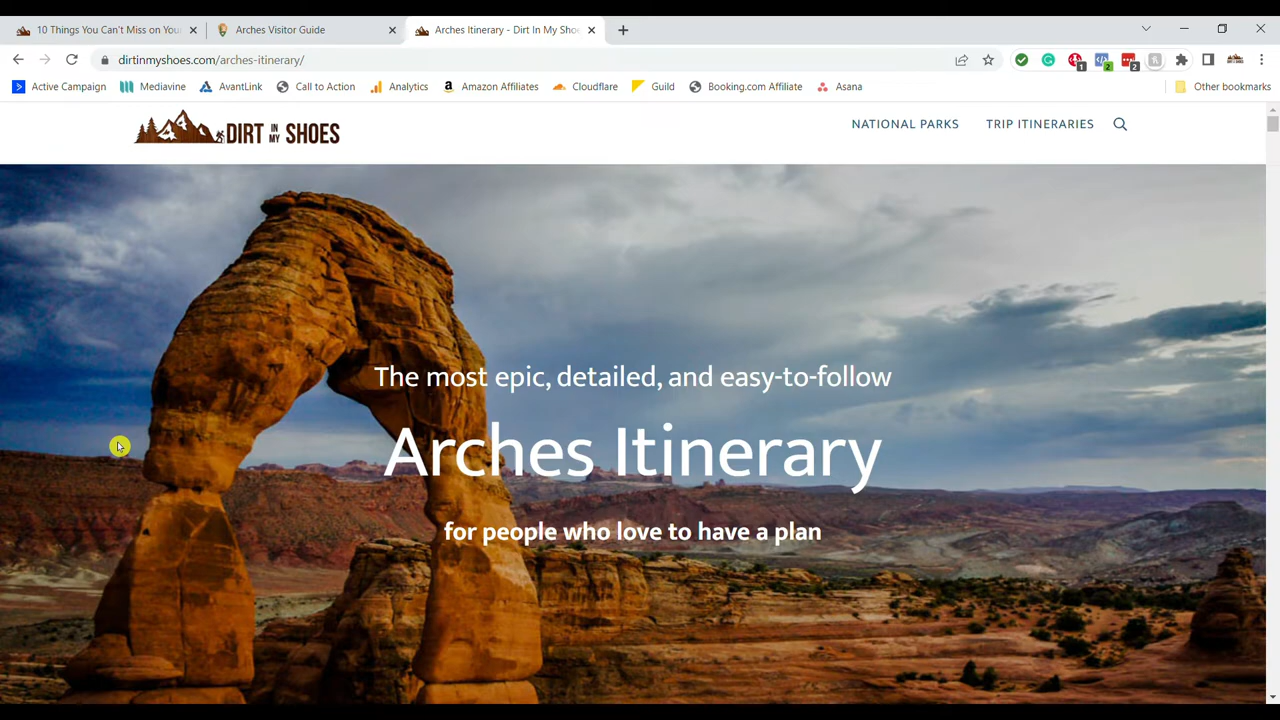 10 Things You Can't Miss on You
Arches Visitor Guide
Arches Itinerary - Dirt In My Sho
dirtinmyshoes.com/arches-itinerary/
1
2
2
Active Campaign
Mediavine
AvantLink
Call to Action
Analytics
Amazon Affiliates
Cloudflare
Guild
Booking.com Affiliate
Asana
Other bookmarks
DIRT IN MY SHOES
NATIONAL PARKS
TRIP ITINERARIES
The most epic, detailed, and easy-to-follow
Arches Itinerary
for people who love to have a plan